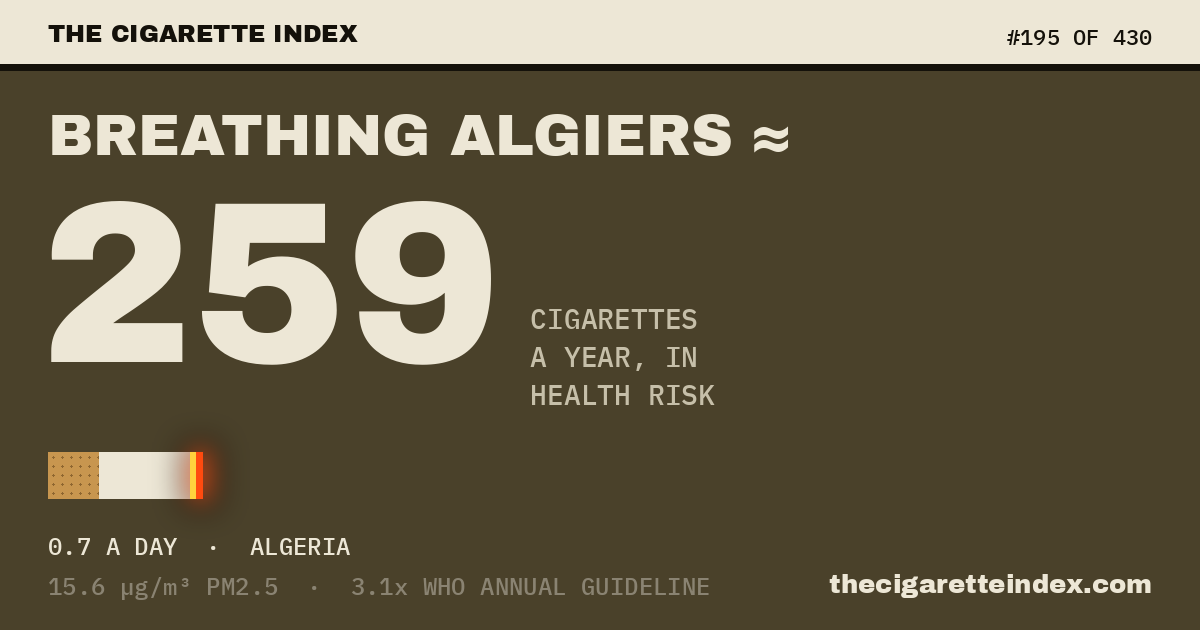 THE CIGARETTE INDEX
#195 OF 430
BREATHING ALGIERS ≈
259
CIGARETTES
A YEAR, IN
HEALTH RISK
0.7 A DAY · ALGERIA
15.6 µg/m³ PM2.5 · 3.1x WHO ANNUAL GUIDELINE
thecigaretteindex.com